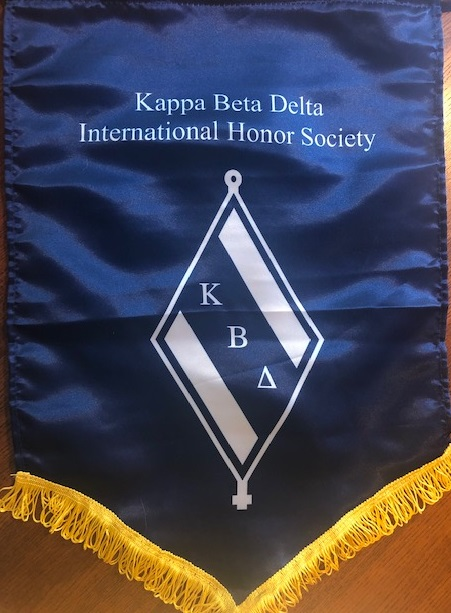 Kappa Beta Delta
International Honor Society
Κ
Β
Δ